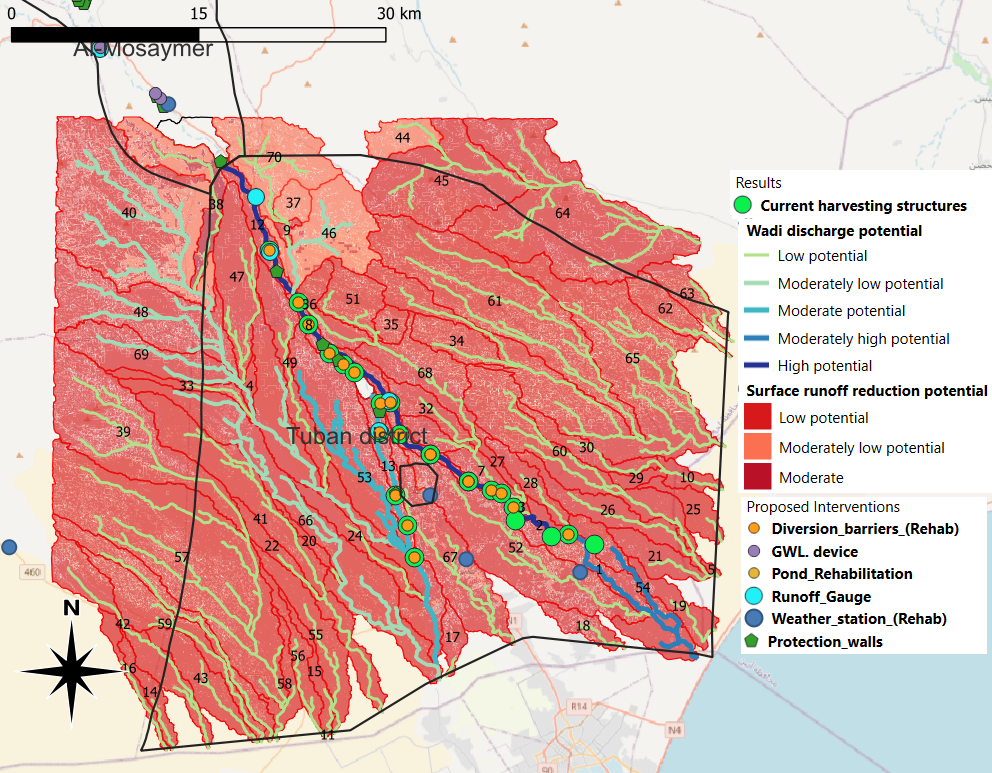 0 15 30 km
Al-Mosaymer
44
70
45
40
38
37
64
12
9
46
47
63
36
51
61
62
48
8
35
34
65
69
49
68
33
4
32
39
Tuban district
60
30
13
27
7
53
28
29
10
3
26
25
41
66
2
22
20
24
52
21
57
67
460
1
5
54
N
19
42
59
18
55
17
N1
56
16
15
43
58
14
R14
11
N4
90
Results
Current harvesting structures
Wadi discharge potential
Low potential
Moderately low potential
Moderate potential
Moderately high potential
High potential
Surface runoff reduction potential
Low potential
Moderately low potential
Moderate
Proposed Interventions
Diversion_barriers_(Rehab)
GWL. device
Pond_Rehabilitation
Runoff_Gauge
Weather_station_(Rehab)
Protection_walls